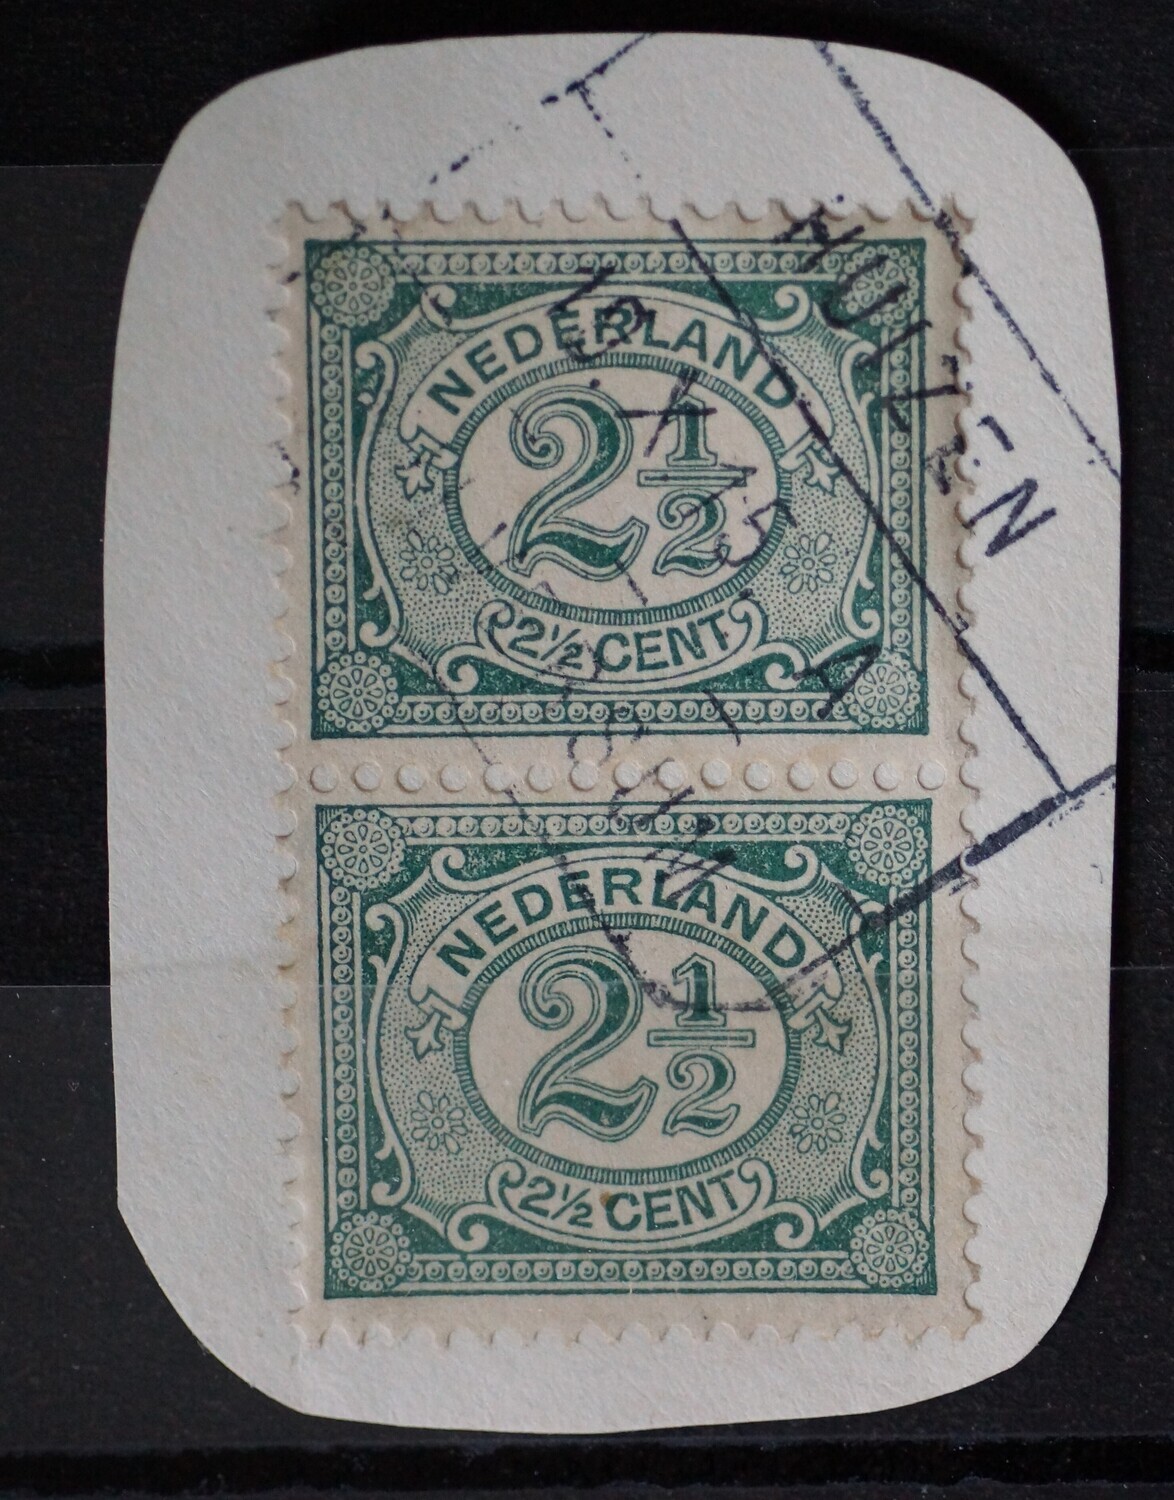 NEDERLAND
2½
2½ CENT
NEDERLAND
2½
2½ CENT
HUIZEN
A